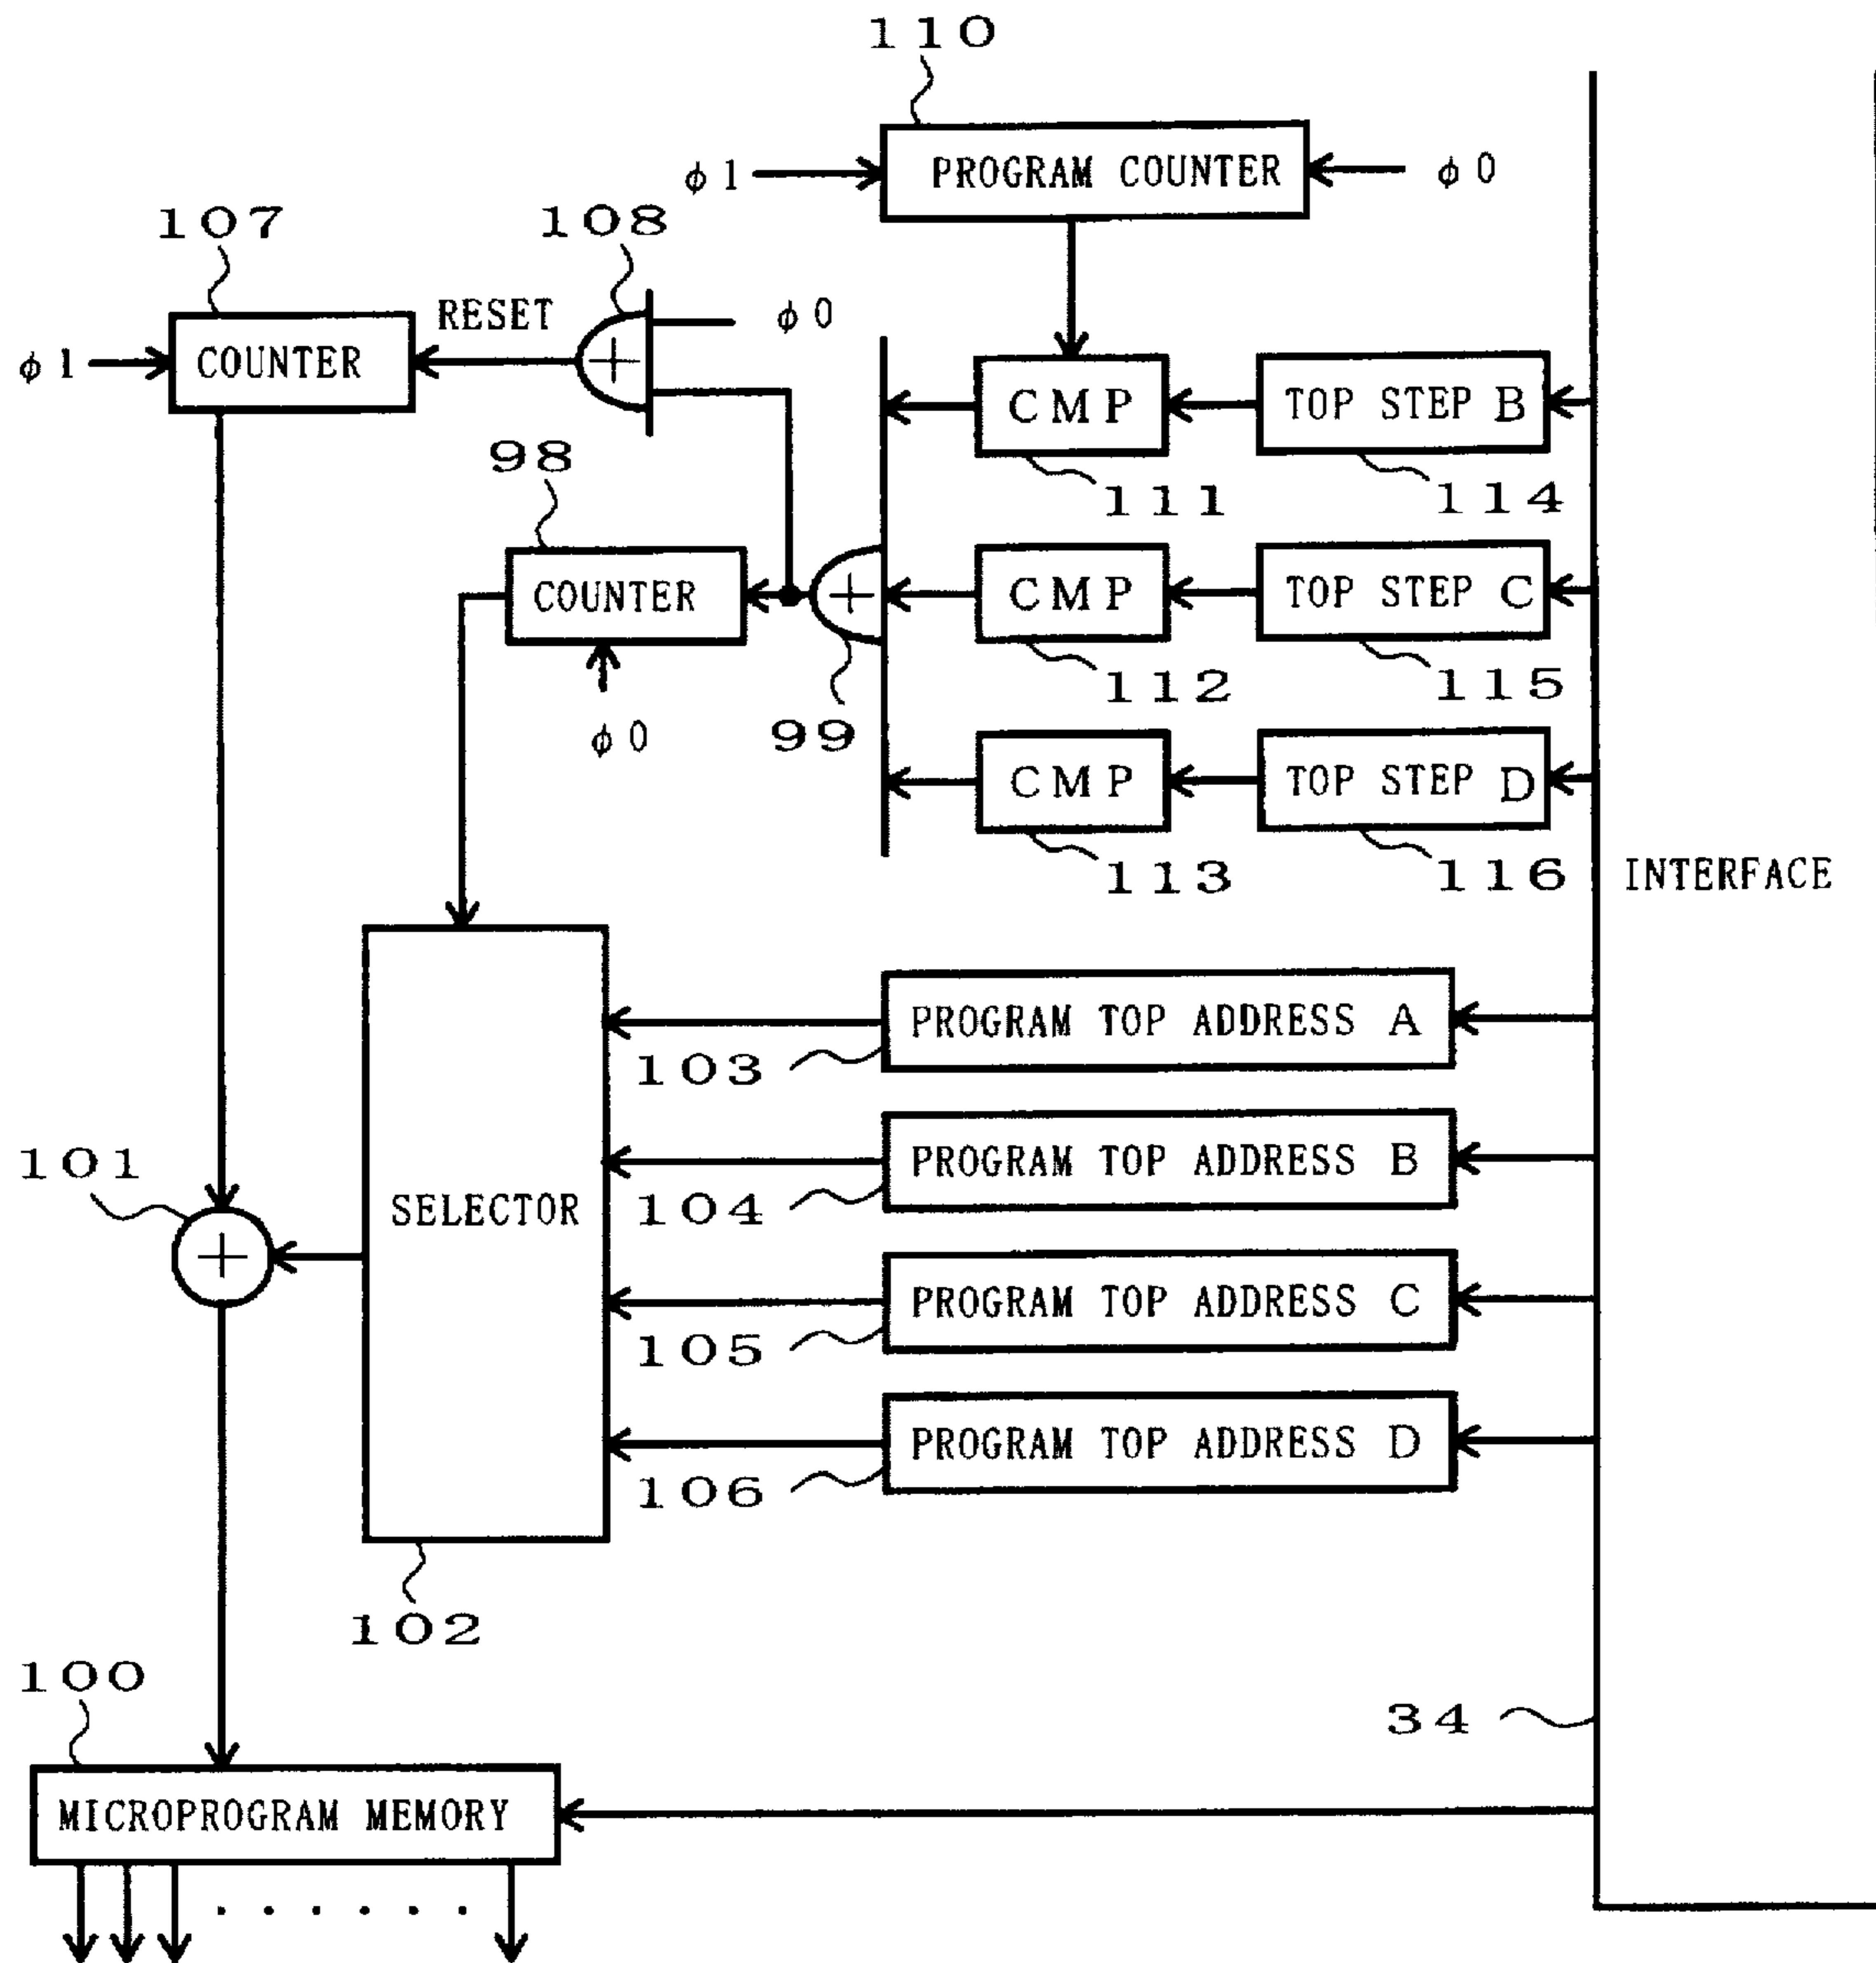 110
φ1
PROGRAM COUNTER
φ0
107
108
RESET
φ0
φ1
COUNTER
CMP
TOP STEP B
98
111
114
COUNTER
CMP
TOP STEP C
112
115
φ0
99
CMP
TOP STEP D
113
116
INTERFACE
PROGRAM TOP ADDRESS A
103
101
PROGRAM TOP ADDRESS B
SELECTOR
104
PROGRAM TOP ADDRESS C
105
PROGRAM TOP ADDRESS D
106
102
100
34
MICROPROGRAM MEMORY